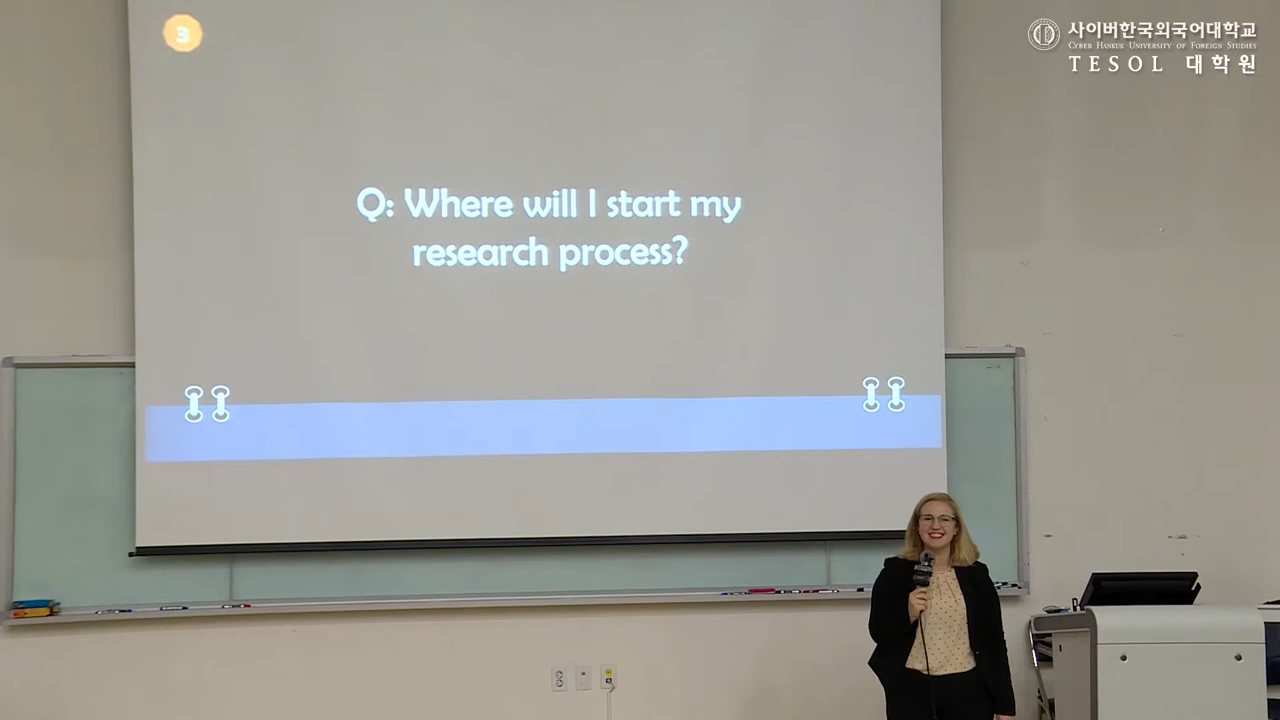 3
사이버한국외국어대학교
Cyber Hankuk University of Foreign Studies
TESOL 대학원
Q: Where will I start my
research process?